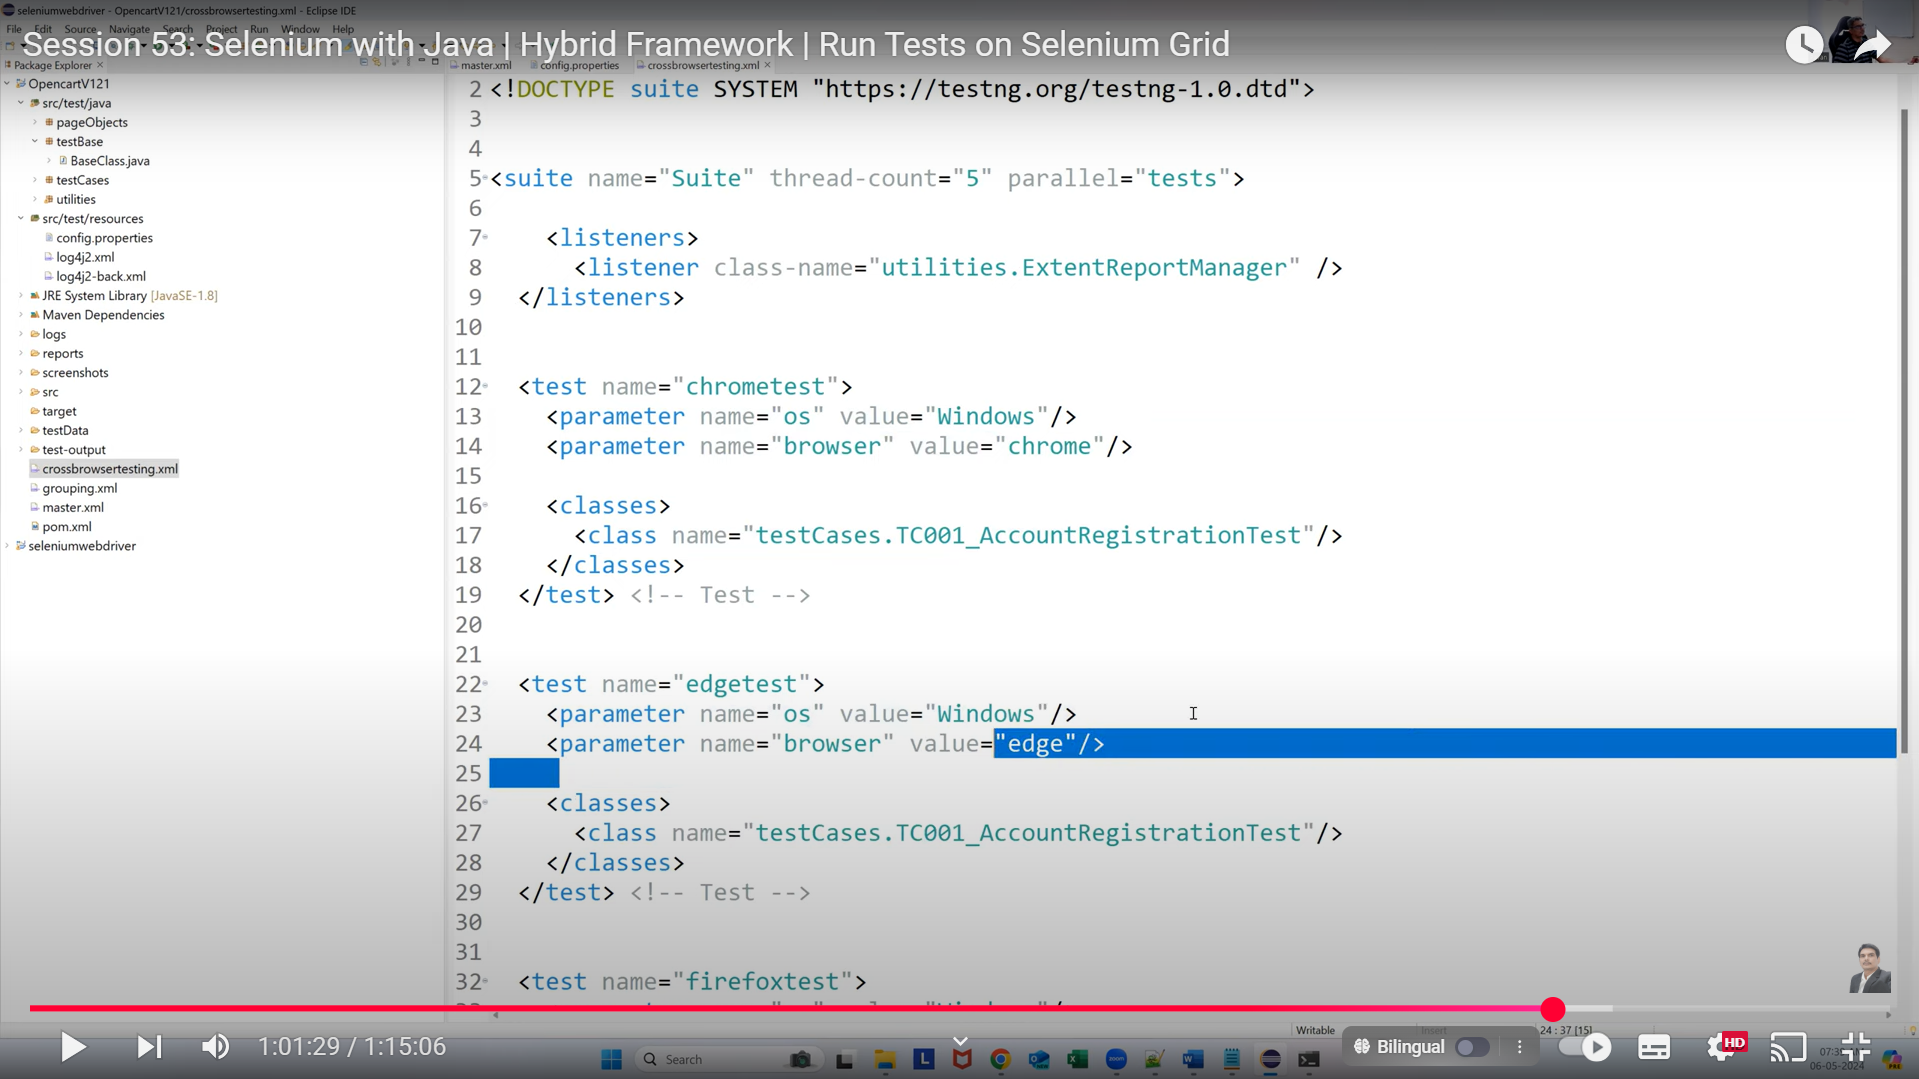 seleniumwebdriver - OpencartV121/crossbrowsertesting.xml - Eclipse IDE
File Edit Source Navigate Search Project Run Window Help
Session 53: Selenium with Java | Hybrid Framework | Run Tests on Selenium Grid
Package Explorer
master.xml config.properties crossbrowsertesting.xml
OpencartV121
src/test/java
pageObjects
testBase
BaseClass.java
testCases
utilities
src/test/resources
config.properties
log4j2.xml
log4j2-back.xml
JRE System Library [JavaSE-1.8]
Maven Dependencies
logs
reports
screenshots
src
target
testData
test-output
crossbrowsertesting.xml
grouping.xml
master.xml
pom.xml
seleniumwebdriver
2 <!DOCTYPE suite SYSTEM "https://testng.org/testng-1.0.dtd">
3
4
5 <suite name="Suite" thread-count="5" parallel="tests">
6
7 <listeners>
8 <listener class-name="utilities.ExtentReportManager" />
9 </listeners>
10
11
12 <test name="chrometest">
13 <parameter name="os" value="Windows"/>
14 <parameter name="browser" value="chrome"/>
15
16 <classes>
17 <class name="testCases.TC001_AccountRegistrationTest"/>
18 </classes>
19 </test> <!-- Test -->
20
21
22 <test name="edgetest">
23 <parameter name="os" value="Windows"/>
24 <parameter name="browser" value="edge"/>
25
26 <classes>
27 <class name="testCases.TC001_AccountRegistrationTest"/>
28 </classes>
29 </test> <!-- Test -->
30
31
32 <test name="firefoxtest">
Writable Insert 24 : 37 [15]
1:01:29 / 1:15:06
Search
Bilingual
HD
06-05-2024